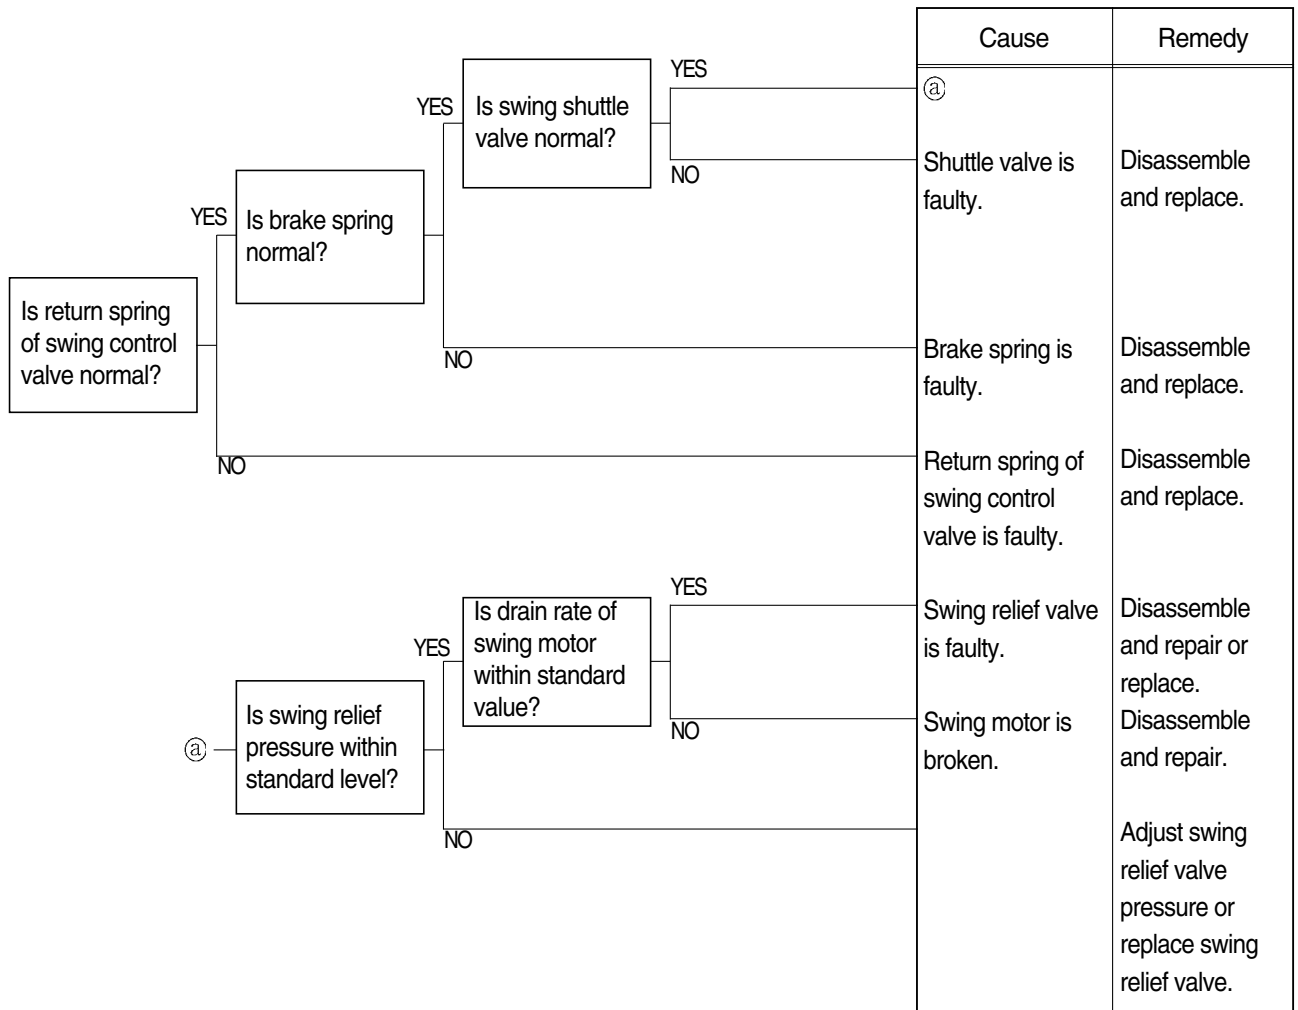 Cause
Remedy
YES
ⓐ
YES
Is swing shuttle
valve normal?
NO
Shuttle valve is
faulty.
Disassemble
and replace.
YES
Is brake spring
normal?
Is return spring
of swing control
valve normal?
NO
Brake spring is
faulty.
Disassemble
and replace.
NO
Return spring of
swing control
valve is faulty.
Disassemble
and replace.
YES
Is drain rate of
swing motor
within standard
value?
Swing relief valve
is faulty.
Disassemble
and repair or
replace.
YES
NO
Swing motor is
broken.
Disassemble
and repair.
ⓐ
Is swing relief
pressure within
standard level?
NO
Adjust swing
relief valve
pressure or
replace swing
relief valve.